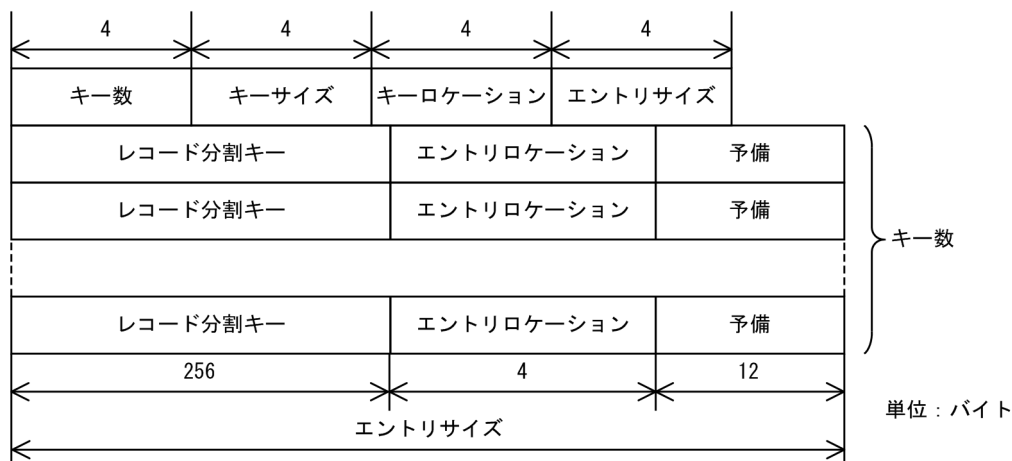 4 4 4 4
キー数 キーサイズ キーロケーション エントリサイズ
レコード分割キー エントリロケーション 予備
レコード分割キー エントリロケーション 予備
キー数
レコード分割キー エントリロケーション 予備
256 4 12
単位：バイト
エントリサイズ